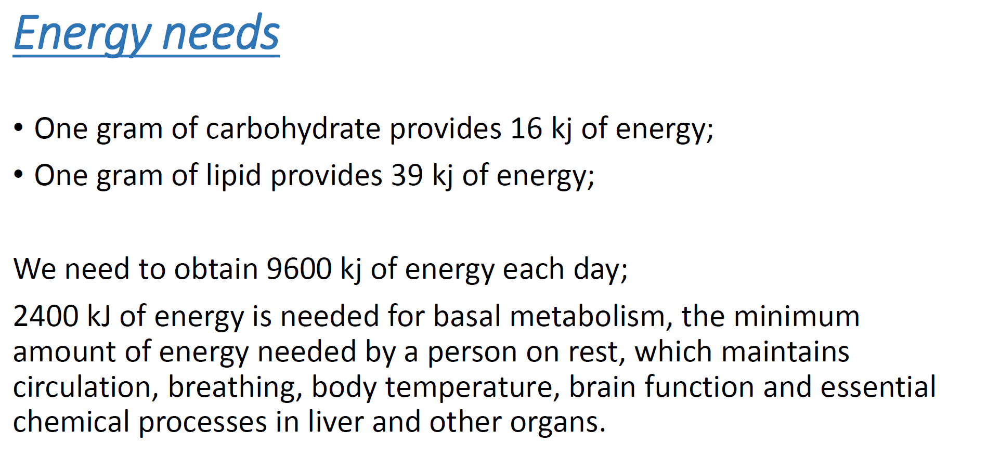 Energy needs
• One gram of carbohydrate provides 16 kj of energy;
• One gram of lipid provides 39 kj of energy;
We need to obtain 9600 kj of energy each day;
2400 kJ of energy is needed for basal metabolism, the minimum
amount of energy needed by a person on rest, which maintains
circulation, breathing, body temperature, brain function and essential
chemical processes in liver and other organs.